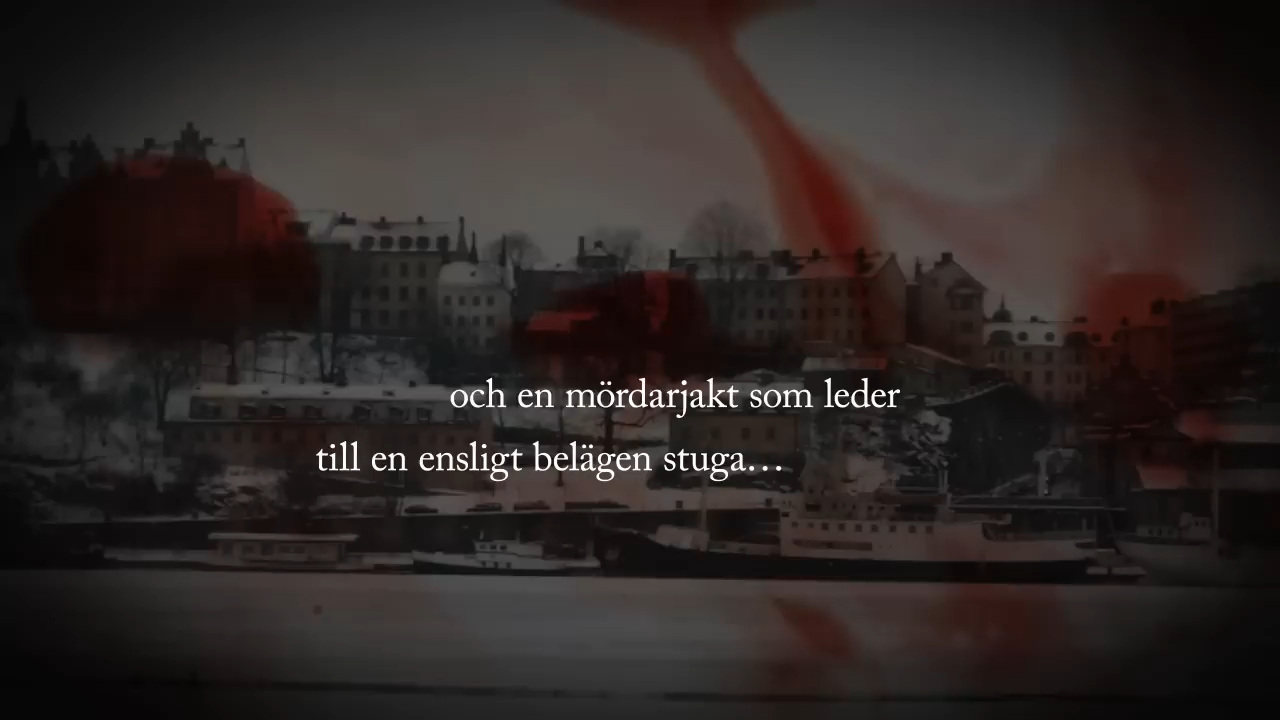 och en mördarjakt som leder
till en ensligt belägen stuga…